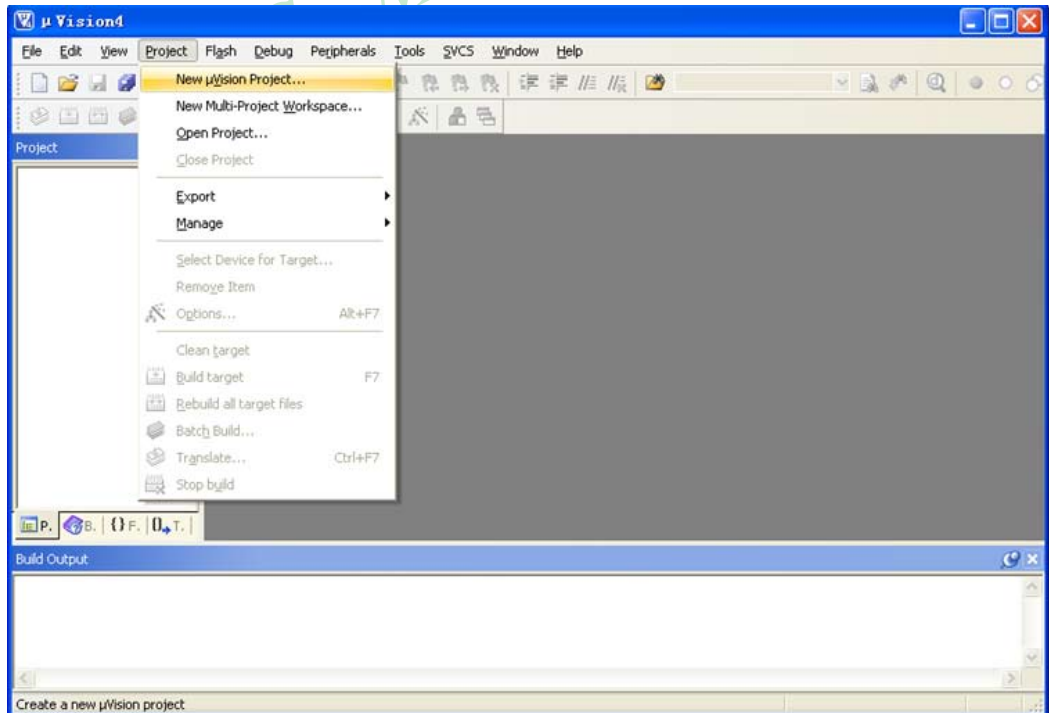 µVision4
File Edit View Project Flash Debug Peripherals Tools SVCS Window Help
New µVision Project...
New Multi-Project Workspace...
Open Project...
Close Project
Export
Manage
Select Device for Target...
Remove Item
Options... Alt+F7
Clean target
Build target F7
Rebuild all target files
Batch Build...
Translate... Ctrl+F7
Stop build
Project
P. B. {} F. 0 T.
Build Output
Create a new µVision project